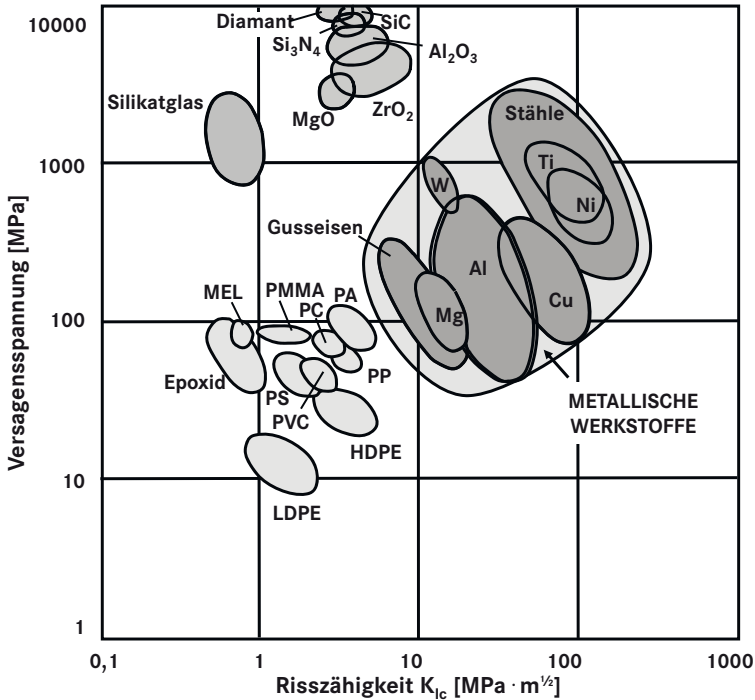 10000
1000
100
10
1
Versagensspannung [MPa]
Diamant
SiC
Si₃N₄
Al₂O₃
MgO
ZrO₂
Silikatglas
Stähle
Ti
Ni
W
Gusseisen
Al
Mg
Cu
MEL
PMMA
PC
PA
Epoxid
PS
PP
PVC
HDPE
LDPE
METALLISCHE
WERKSTOFFE
0,1
1
10
100
1000
Risszähigkeit K_Ic [MPa · m^½]